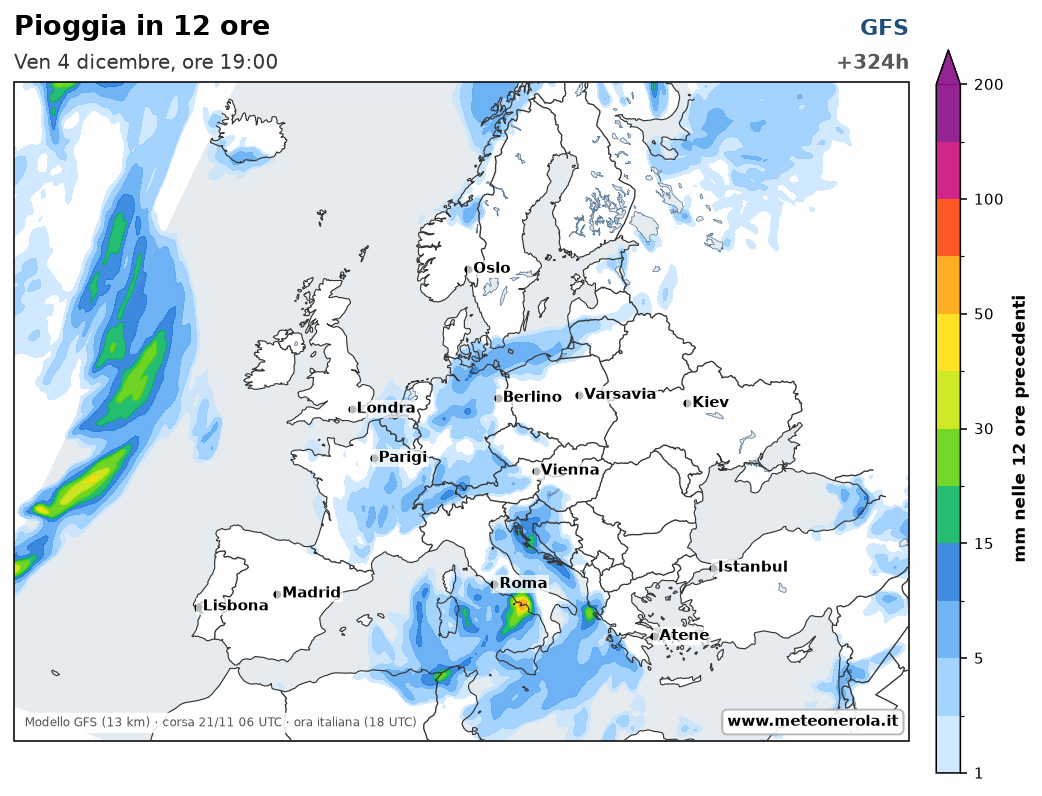 Pioggia in 12 ore
GFS
Ven 4 dicembre, ore 19:00
+324h
200
100
50
30
15
5
1
mm nelle 12 ore precedenti
Oslo
Londra
Berlino
Varsavia
Kiev
Parigi
Vienna
Istanbul
Roma
Madrid
Lisbona
Atene
Modello GFS (13 km) · corsa 21/11 06 UTC · ora italiana (18 UTC)
www.meteonerola.it